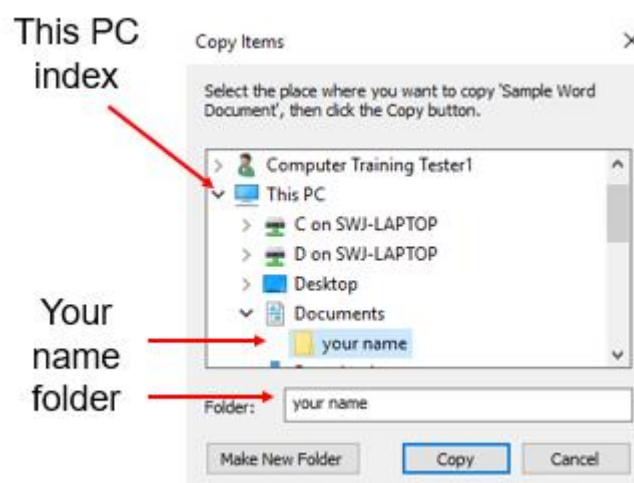 This PC
index
Copy Items
Select the place where you want to copy 'Sample Word
Document', then click the Copy button.
Computer Training Tester1
This PC
C on SWJ-LAPTOP
D on SWJ-LAPTOP
Desktop
Documents
your name
Your
name
folder
Folder: your name
Make New Folder Copy Cancel